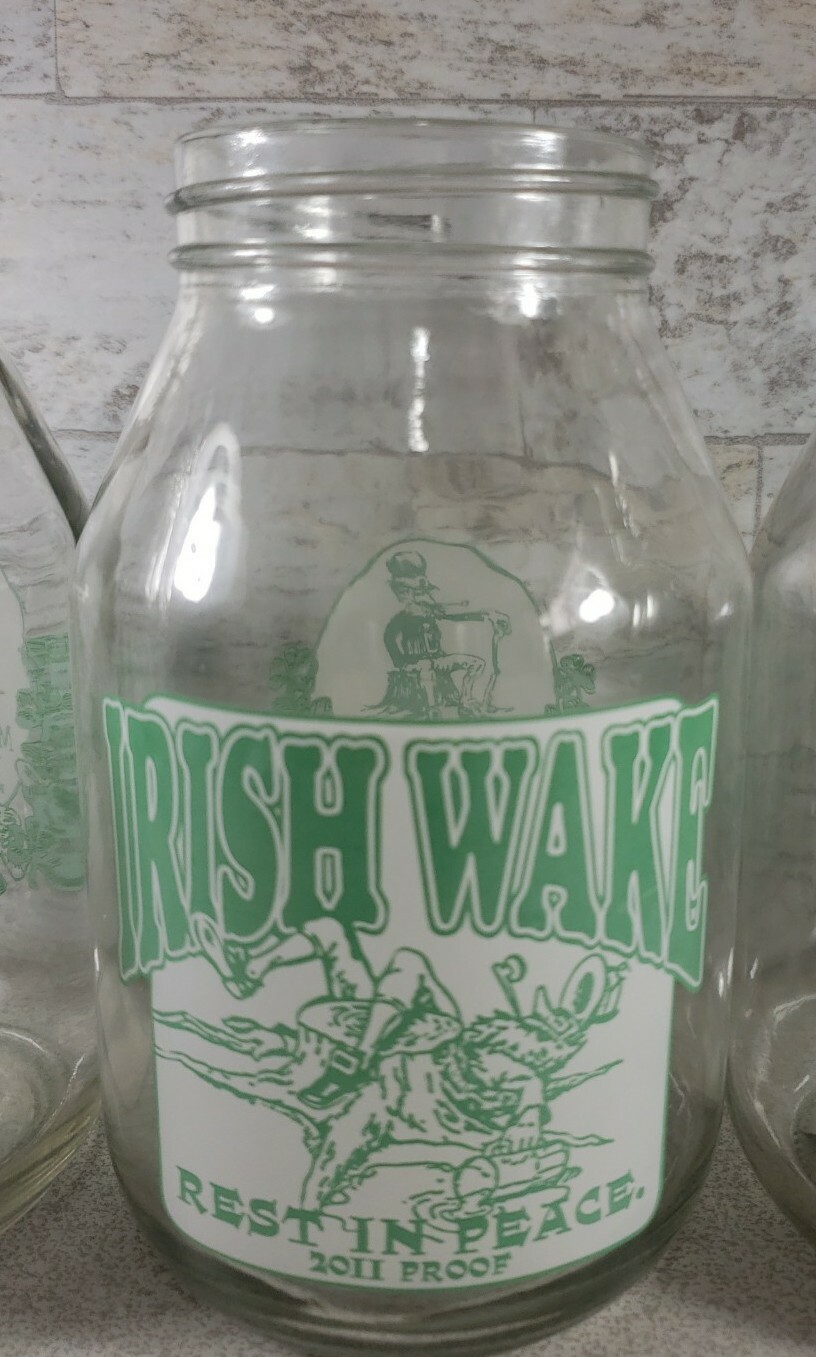 IRISH WAKE
REST IN PEACE.
2011 PROOF